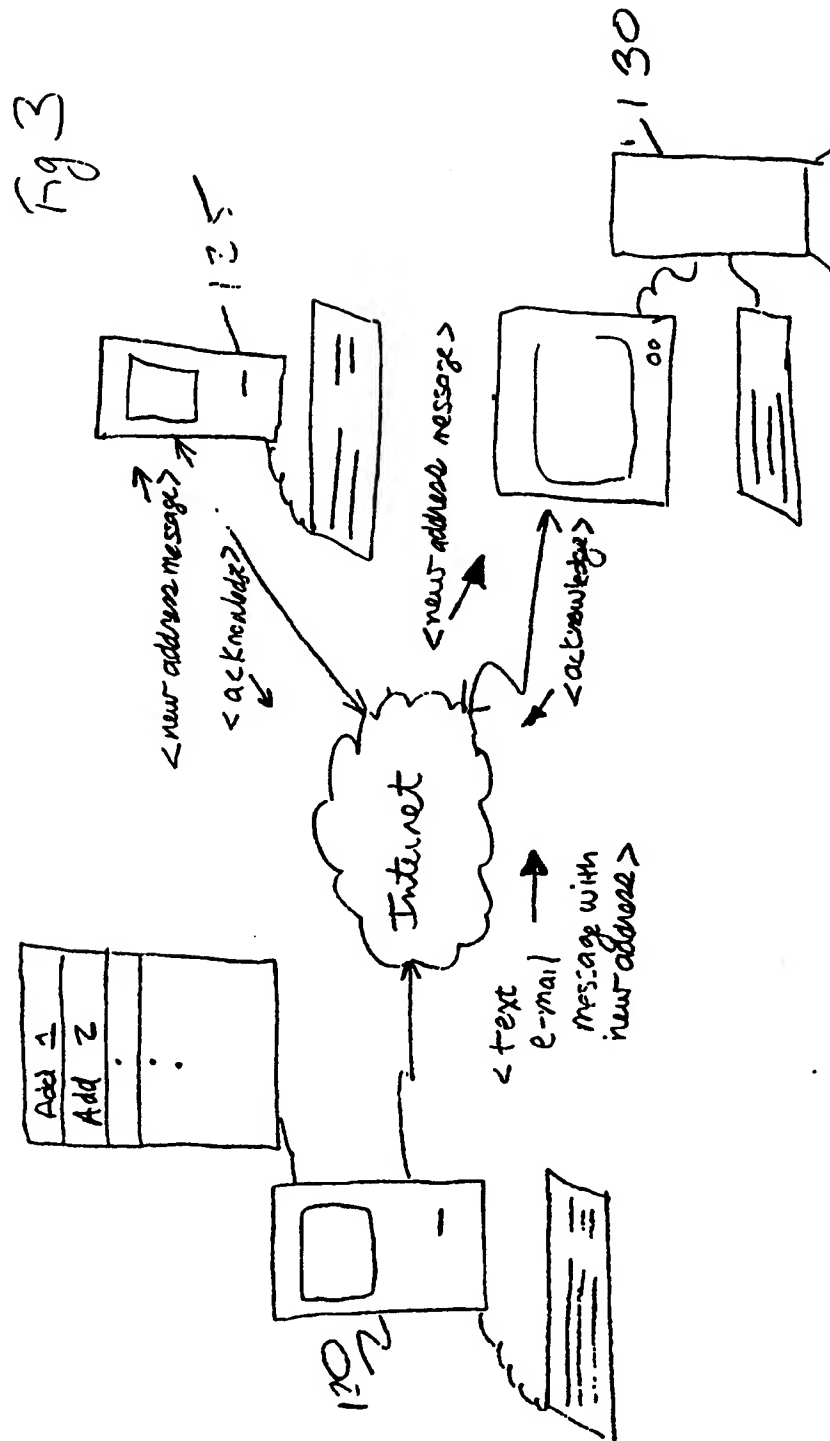 Fig 3
Add 1
Add 2
120
Internet
<text
e-mail
message with
new address>
<new address message>
<acknowledge>
125
<new address message>
<acknowledge>
130